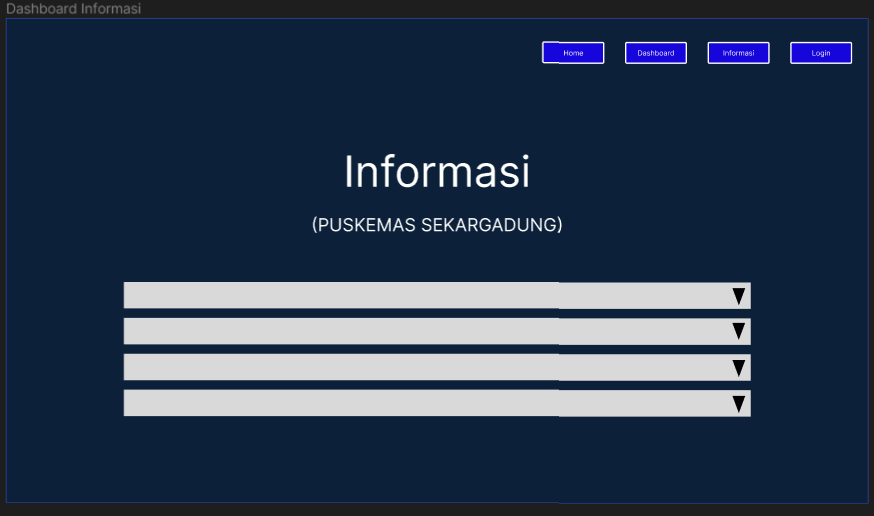 Dashboard Informasi
Home Dashboard Informasi Login
Informasi
(PUSKEMAS SEKARGADUNG)